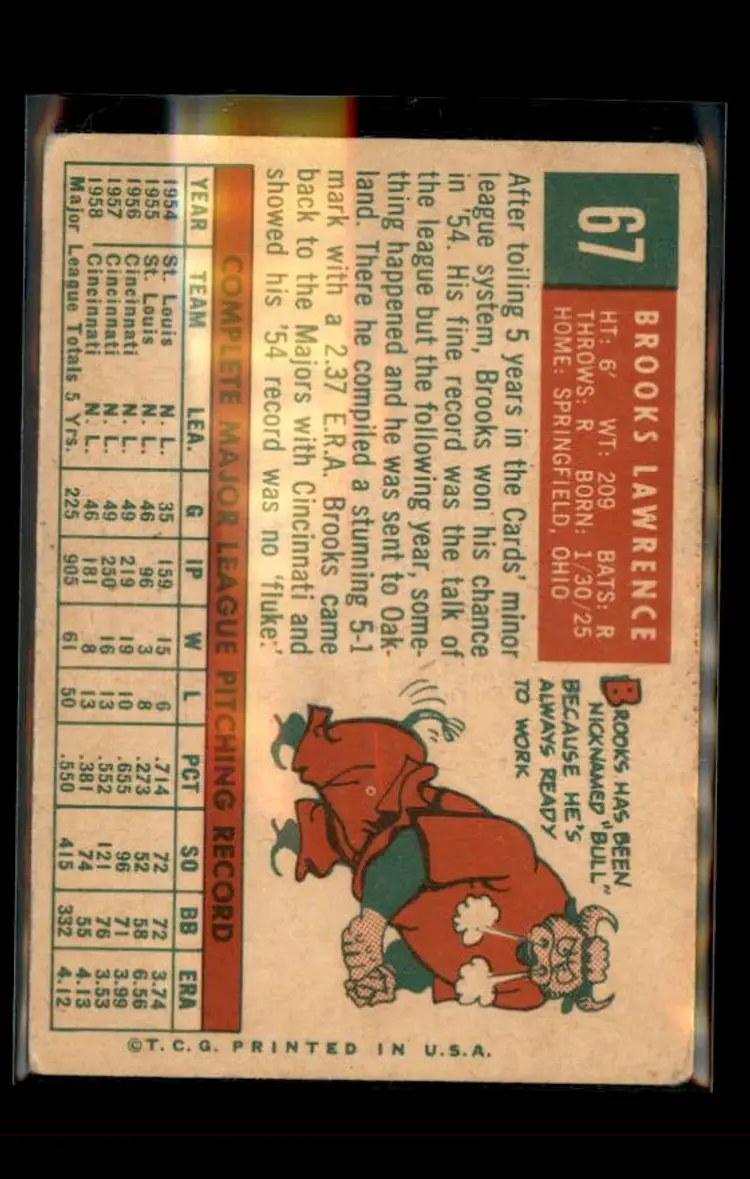 67
BROOKS LAWRENCE
HT: 6' WT: 209 BATS: R
THROWS: R BORN: 1/30/25
HOME: SPRINGFIELD, OHIO
After toiling 5 years in the Cards' minor
league system, Brooks won his chance
in '54. His fine record was the talk of
the league but the following year, some-
thing happened and he was sent to Oak-
land. There he compiled a stunning 5-1
mark with a 2.37 E.R.A. Brooks came
back to the Majors with Cincinnati and
showed his '54 record was no 'fluke.'
BROOKS HAS BEEN
NICKNAMED "BULL"
BECAUSE HE'S
ALWAYS READY
TO WORK
COMPLETE MAJOR LEAGUE PITCHING RECORD
YEAR TEAM LEA. G IP W L PCT SO BB ERA
1954 St. Louis N. L. 35 159 15 6 .714 72 72 3.74
1955 St. Louis N. L. 46 96 3 8 .273 52 58 6.56
1956 Cincinnati N. L. 49 219 19 10 .655 96 71 3.99
1957 Cincinnati N. L. 49 250 16 13 .552 121 76 3.53
1958 Cincinnati N. L. 46 181 8 13 .381 74 55 4.13
Major League Totals 5 Yrs. 225 905 61 50 .550 415 332 4.12
©T.C.G. PRINTED IN U.S.A.